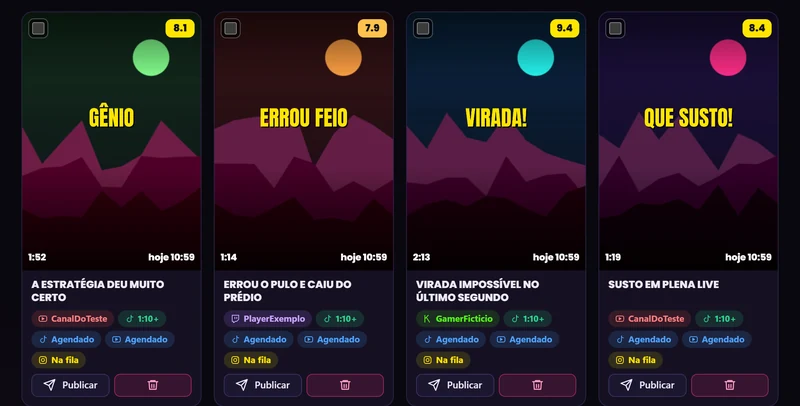 8.1
GÊNIO
1:52
hoje 10:59
A ESTRATÉGIA DEU MUITO
CERTO
CanalDoTeste
1:10+
Agendado
Agendado
Na fila
Publicar
7.9
ERROU FEIO
1:14
hoje 10:59
ERROU O PULO E CAIU DO
PRÉDIO
PlayerExemplo
1:10+
Agendado
Agendado
Na fila
Publicar
9.4
VIRADA!
2:13
hoje 10:59
VIRADA IMPOSSÍVEL NO
ÚLTIMO SEGUNDO
GamerFicticio
1:10+
Agendado
Agendado
Na fila
Publicar
8.4
QUE SUSTO!
1:19
hoje 10:59
SUSTO EM PLENA LIVE
CanalDoTeste
1:10+
Agendado
Agendado
Na fila
Publicar